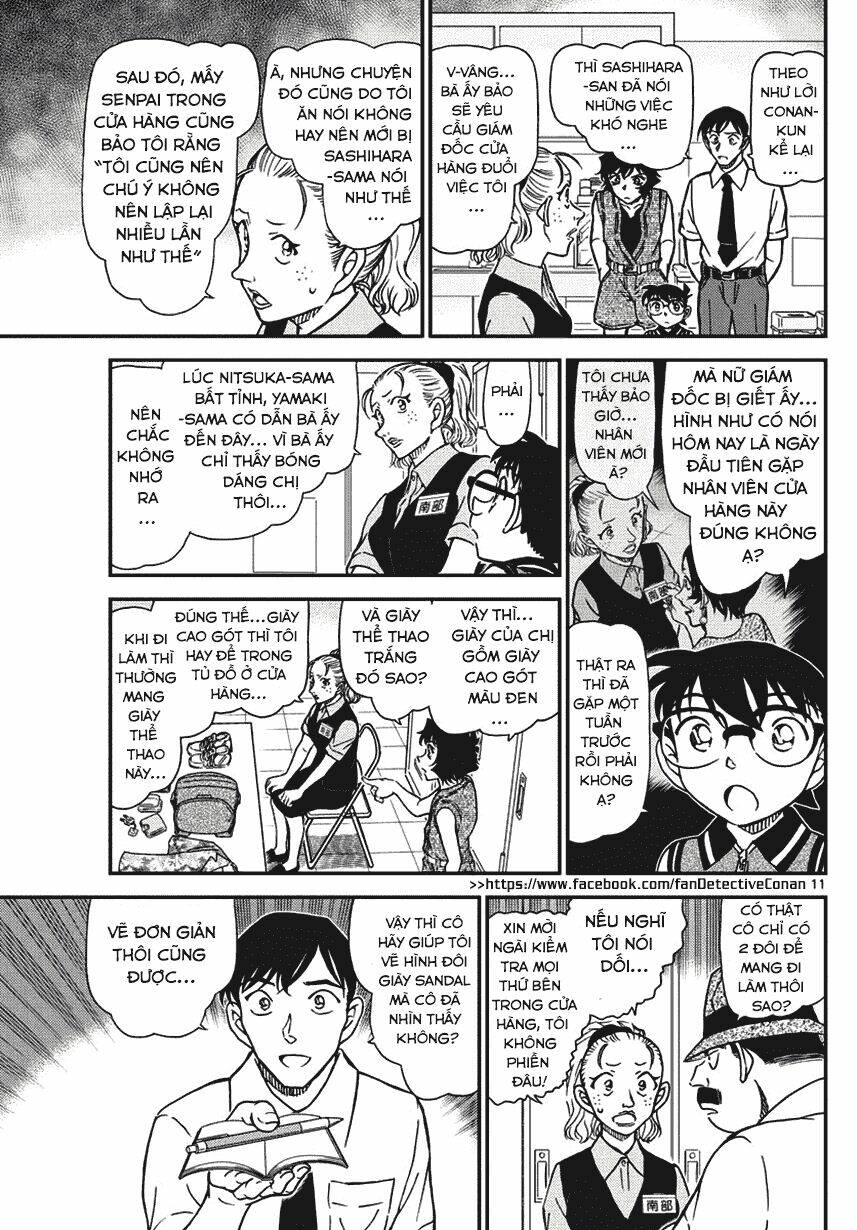 THEO
NHƯ LỜI
CONAN-
KUN
KỂ LẠI
...
THÌ SASHIHARA
-SAN ĐÃ NÓI
NHỮNG VIỆC
KHÓ NGHE
...
V-VÂNG...
BÀ ẤY BẢO
SẼ YÊU
CẦU GIÁM
ĐỐC CỬA
HÀNG ĐUỔI
VIỆC TÔI
...
À, NHƯNG CHUYỆN
ĐÓ CŨNG DO TÔI
ĂN NÓI KHÔNG
HAY NÊN MỚI BỊ
SASHIHARA
-SAMA NÓI
NHƯ THẾ
...
SAU ĐÓ, MẤY
SENPAI TRONG
CỬA HÀNG CŨNG
BẢO TÔI RẰNG
"TÔI CŨNG NÊN
CHÚ Ý KHÔNG
NÊN LẬP LẠI
NHIỀU LẦN
NHƯ THẾ"
MÀ NỮ GIÁM
ĐỐC BỊ GIẾT ẤY...
HÌNH NHƯ CÓ NÓI
HÔM NAY LÀ NGÀY
ĐẦU TIÊN GẶP
NHÂN VIÊN CỬA
HÀNG NÀY
ĐÚNG KHÔNG
Ạ?
TÔI CHƯA
THẤY BAO
GIỜ...
NHÂN
VIÊN MỚI
À?
南部
THẬT RA
THÌ ĐÃ
GẶP MỘT
TUẦN
TRƯỚC
RỒI PHẢI
KHÔNG
Ạ?
PHẢI
...
LÚC NITSUKA-SAMA
BẤT TỈNH, YAMAKI
-SAMA CÓ DẪN BÀ ẤY
ĐẾN ĐÂY... VÌ BÀ ẤY
CHỈ THẤY BÓNG
DÁNG CHỊ
THÔI...
NÊN
CHẮC
KHÔNG
NHỚ
RA
...
南部
VẬY THÌ...
GIÀY CỦA CHỊ
GỒM GIÀY
CAO GÓT
MÀU ĐEN
...
VÀ GIÀY
THỂ THAO
TRẮNG
ĐÓ SAO?
ĐÚNG THẾ...GIÀY
CAO GÓT THÌ TÔI
HAY ĐỂ TRONG
TỦ ĐỒ Ở CỬA
HÀNG...
KHI ĐI
LÀM THÌ
THƯỜNG
MANG
GIÀY
THỂ
THAO
NÀY...
>>https://www.facebook.com/fanDetectiveConan 11
CÓ THẬT
CÔ CHỈ CÓ
2 ĐÔI ĐỂ
MANG ĐI
LÀM THÔI
SAO?
NẾU NGHĨ
TÔI NÓI
DỐI...
XIN MỜI
NGÀI KIỂM
TRA MỌI
THỨ BÊN
TRONG CỬA
HÀNG, TÔI
KHÔNG
PHIỀN
ĐÂU!
南部
VẬY THÌ CÔ
HÃY GIÚP TÔI
VẼ HÌNH ĐÔI
GIÀY SANDAL
MÀ CÔ ĐÃ
NHÌN THẤY
KHÔNG?
VẼ ĐƠN GIẢN
THÔI CŨNG
ĐƯỢC...